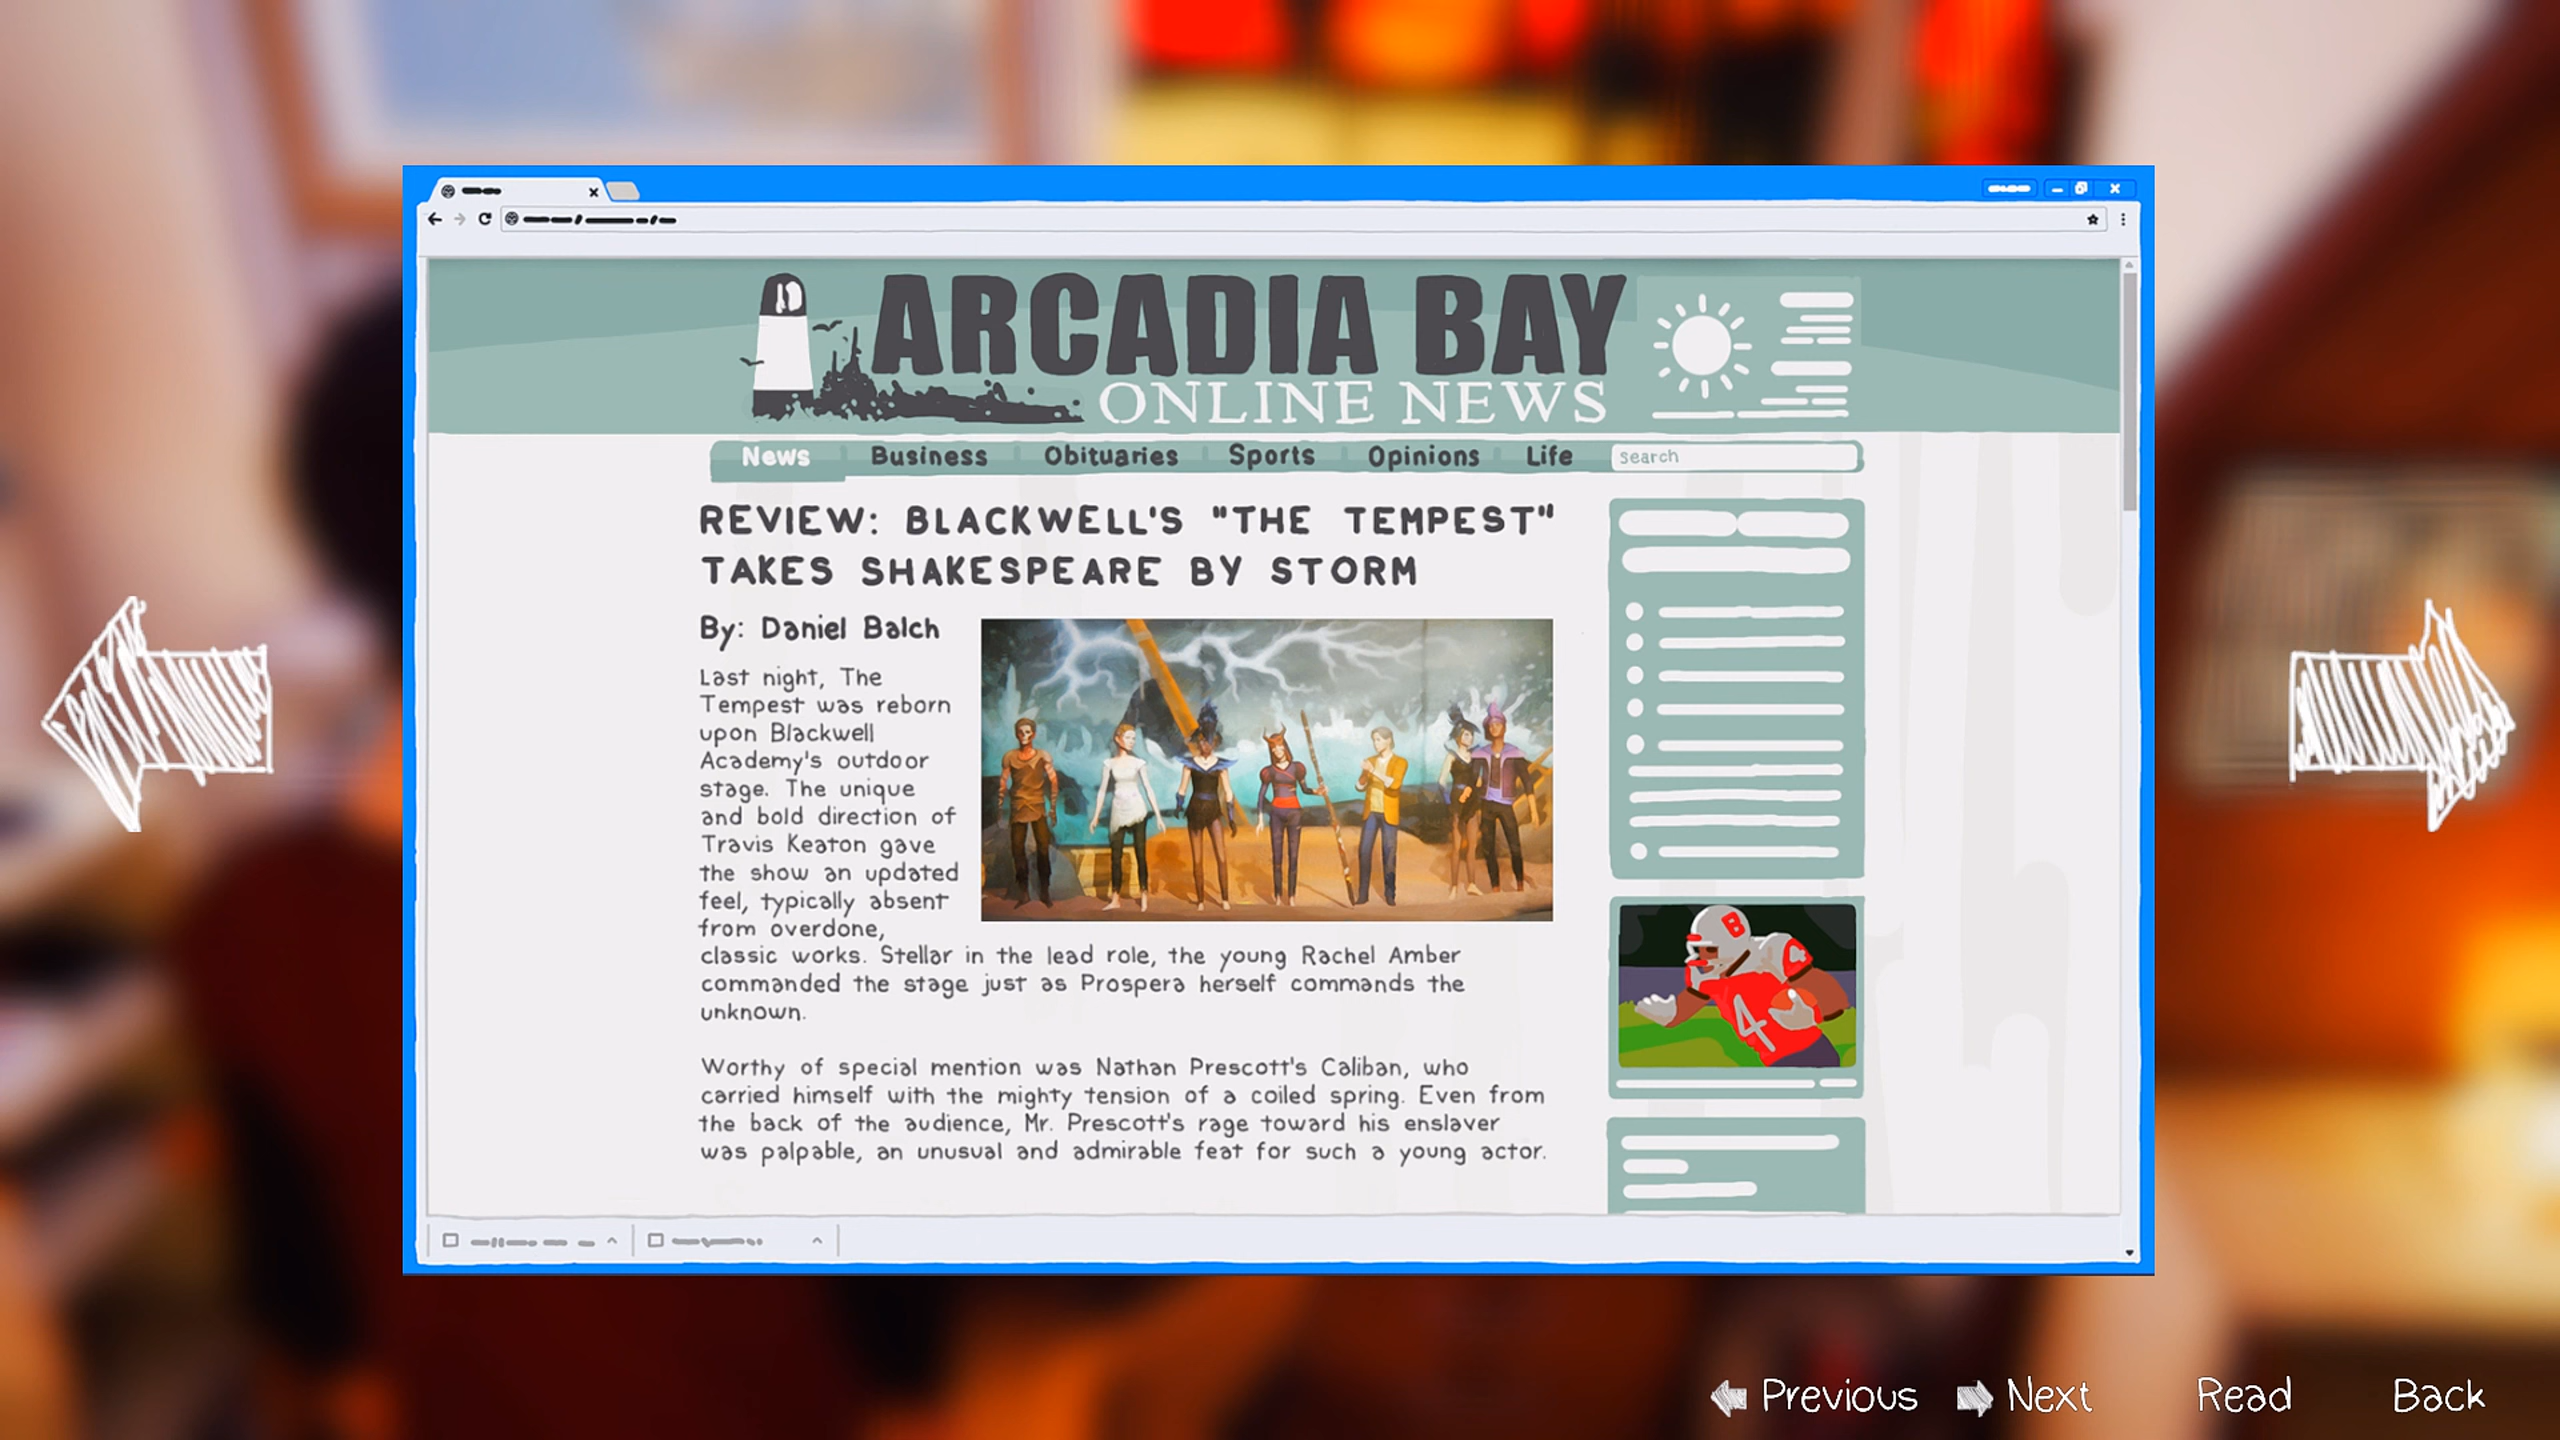 ARCADIA BAY
ONLINE NEWS
News Business Obituaries Sports Opinions Life search
REVIEW: BLACKWELL'S "THE TEMPEST"
TAKES SHAKESPEARE BY STORM
By: Daniel Balch
Last night, The
Tempest was reborn
upon Blackwell
Academy's outdoor
stage. The unique
and bold direction of
Travis Keaton gave
the show an updated
feel, typically absent
from overdone,
classic works. Stellar in the lead role, the young Rachel Amber
commanded the stage just as Prospera herself commands the
unknown.
Worthy of special mention was Nathan Prescott's Caliban, who
carried himself with the mighty tension of a coiled spring. Even from
the back of the audience, Mr. Prescott's rage toward his enslaver
was palpable, an unusual and admirable feat for such a young actor.
B
4
Previous Next Read Back